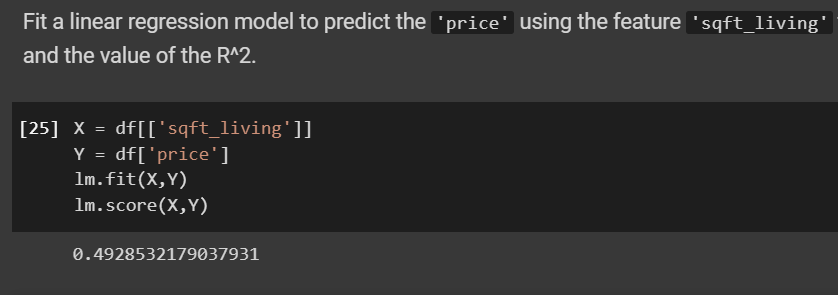 Fit a linear regression model to predict the 'price' using the feature 'sqft_living'
and the value of the R^2.
[25] X = df[['sqft_living']]
Y = df['price']
lm.fit(X,Y)
lm.score(X,Y)
0.4928532179037931